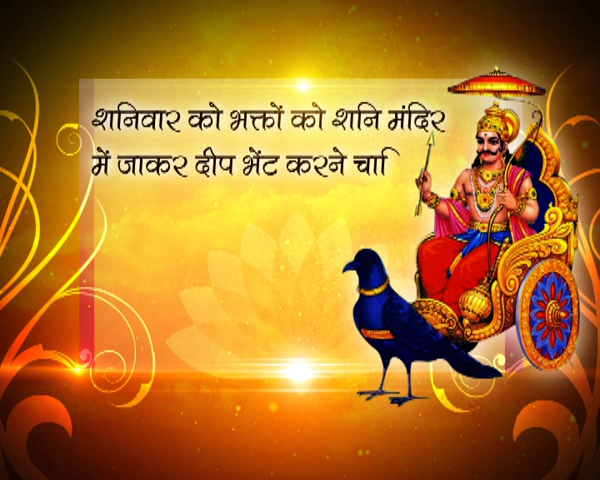 शनिवार को भक्तों को शनि मंदिर
में जाकर दीप भेंट करने चाि